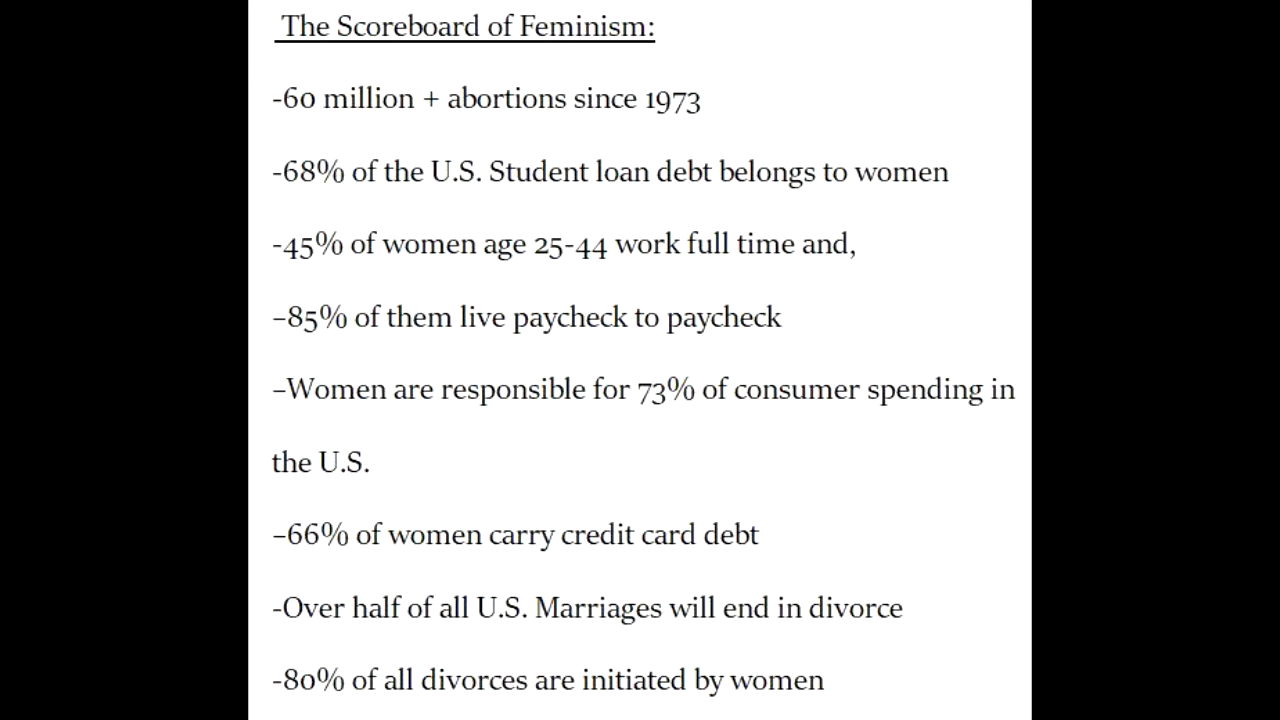 The Scoreboard of Feminism:
-60 million + abortions since 1973
-68% of the U.S. Student loan debt belongs to women
-45% of women age 25-44 work full time and,
–85% of them live paycheck to paycheck
–Women are responsible for 73% of consumer spending in
the U.S.
–66% of women carry credit card debt
-Over half of all U.S. Marriages will end in divorce
-80% of all divorces are initiated by women